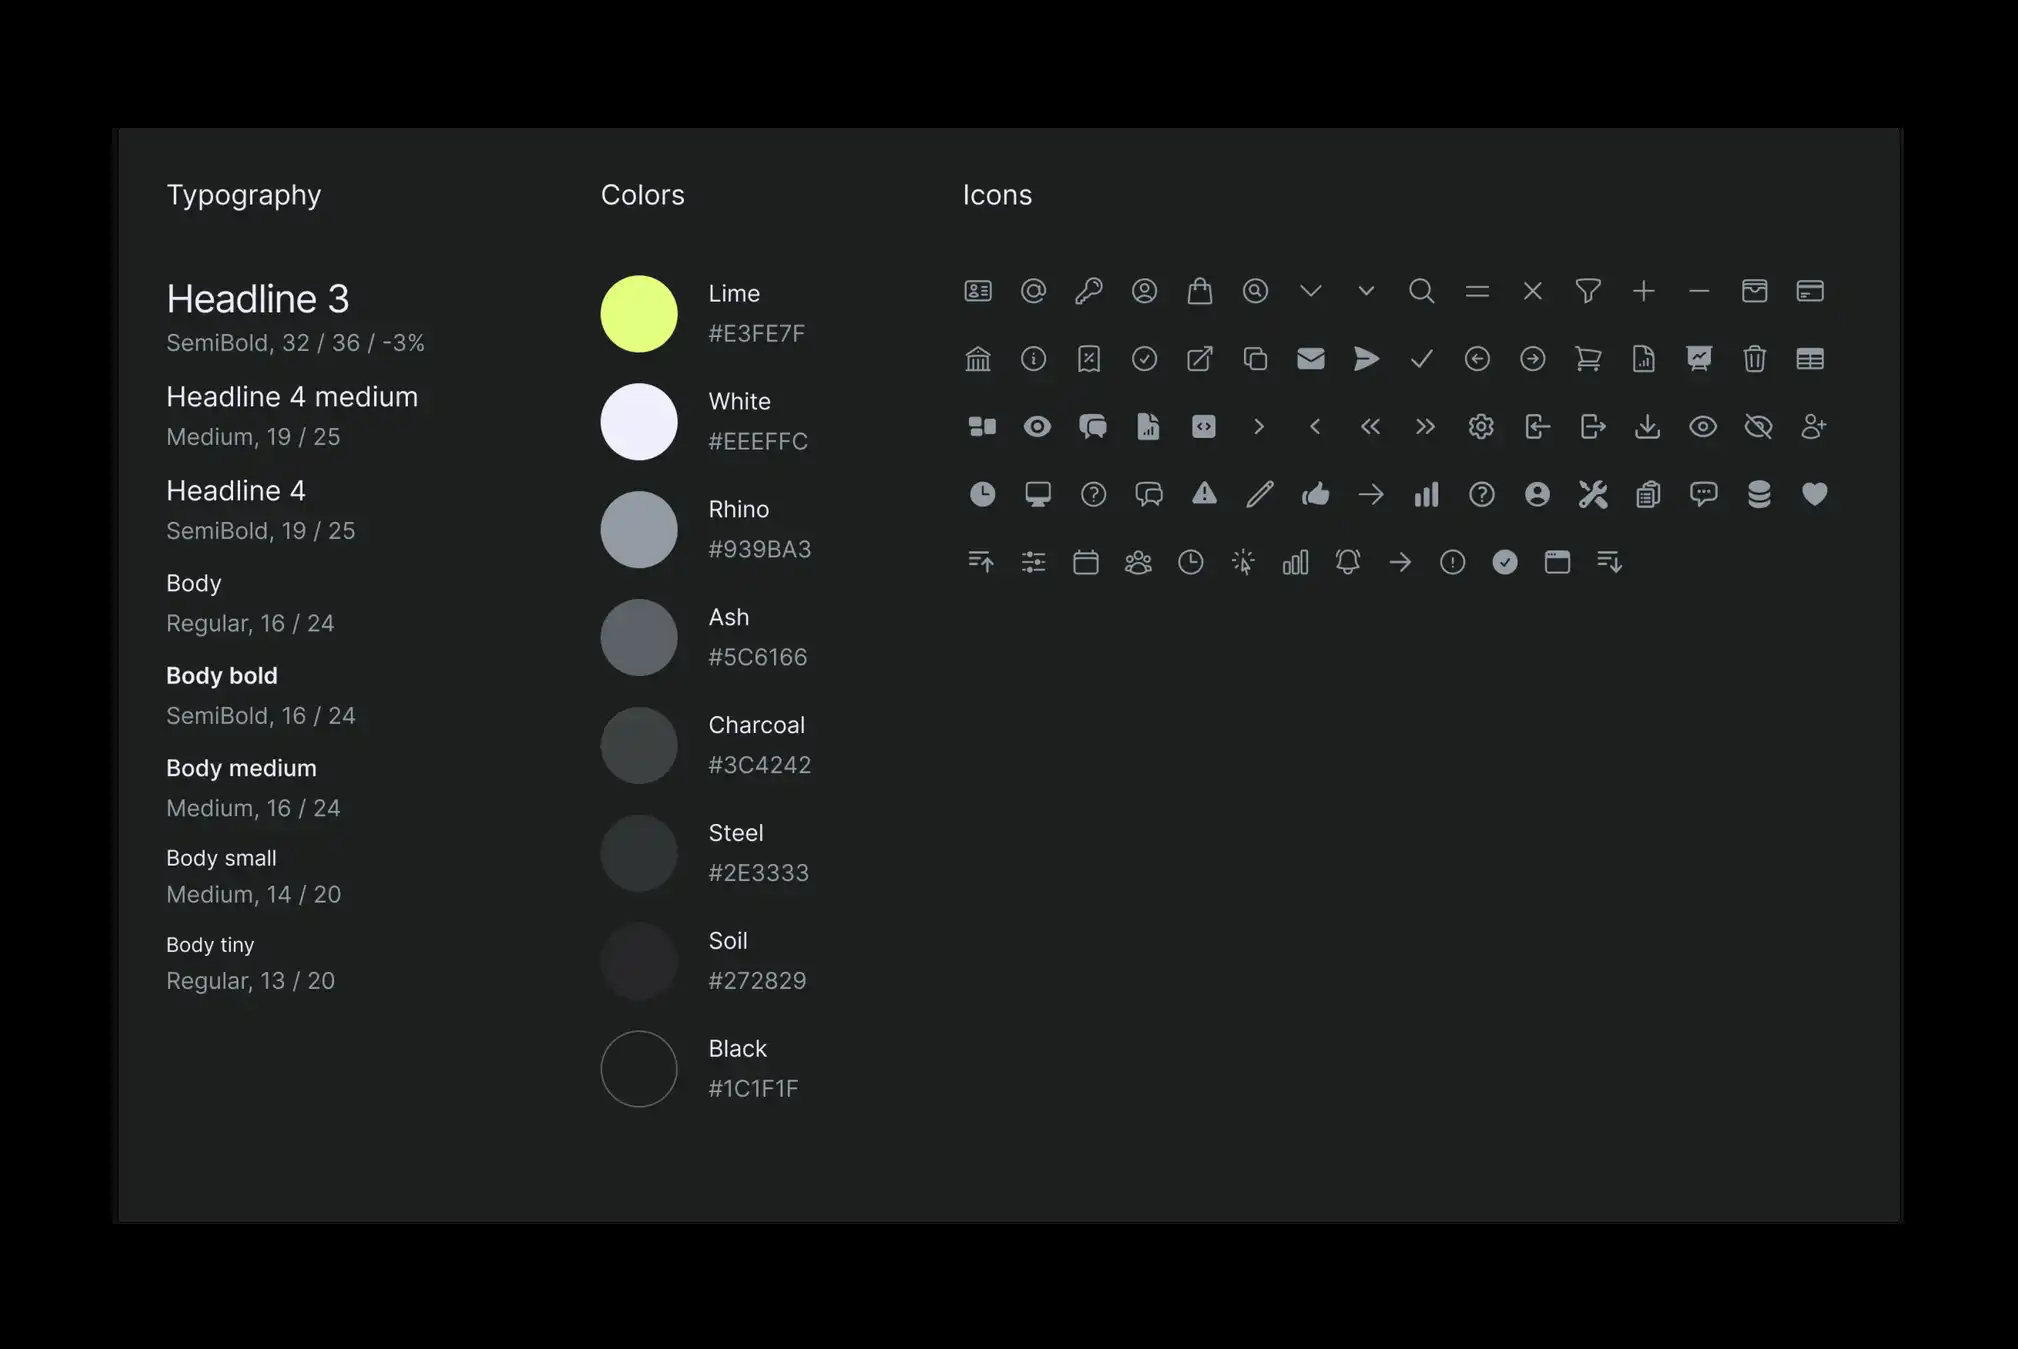 Typography
Headline 3
SemiBold, 32 / 36 / -3%
Headline 4 medium
Medium, 19 / 25
Headline 4
SemiBold, 19 / 25
Body
Regular, 16 / 24
Body bold
SemiBold, 16 / 24
Body medium
Medium, 16 / 24
Body small
Medium, 14 / 20
Body tiny
Regular, 13 / 20
Colors
Lime
#E3FE7F
White
#EEEFFC
Rhino
#939BA3
Ash
#5C6166
Charcoal
#3C4242
Steel
#2E3333
Soil
#272829
Black
#1C1F1F
Icons